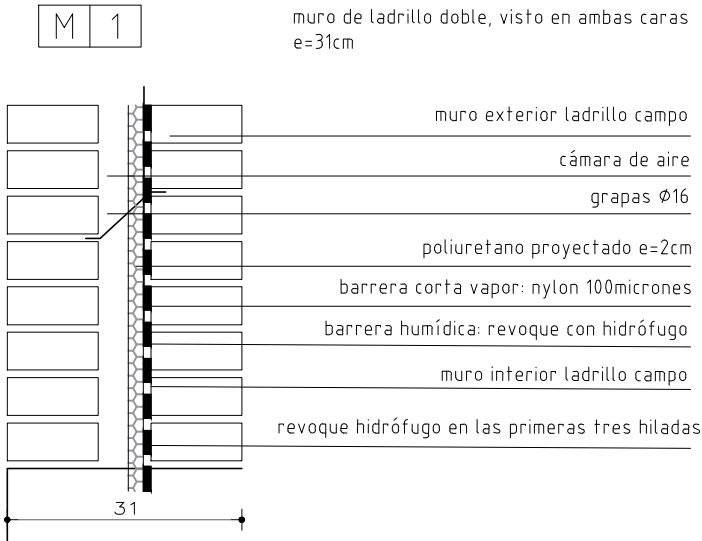 M 1
muro de ladrillo doble, visto en ambas caras
e=31cm
muro exterior ladrillo campo
cámara de aire
grapas Ø16
poliuretano proyectado e=2cm
barrera corta vapor: nylon 100micrones
barrera humídica: revoque con hidrófugo
muro interior ladrillo campo
revoque hidrófugo en las primeras tres hiladas
31